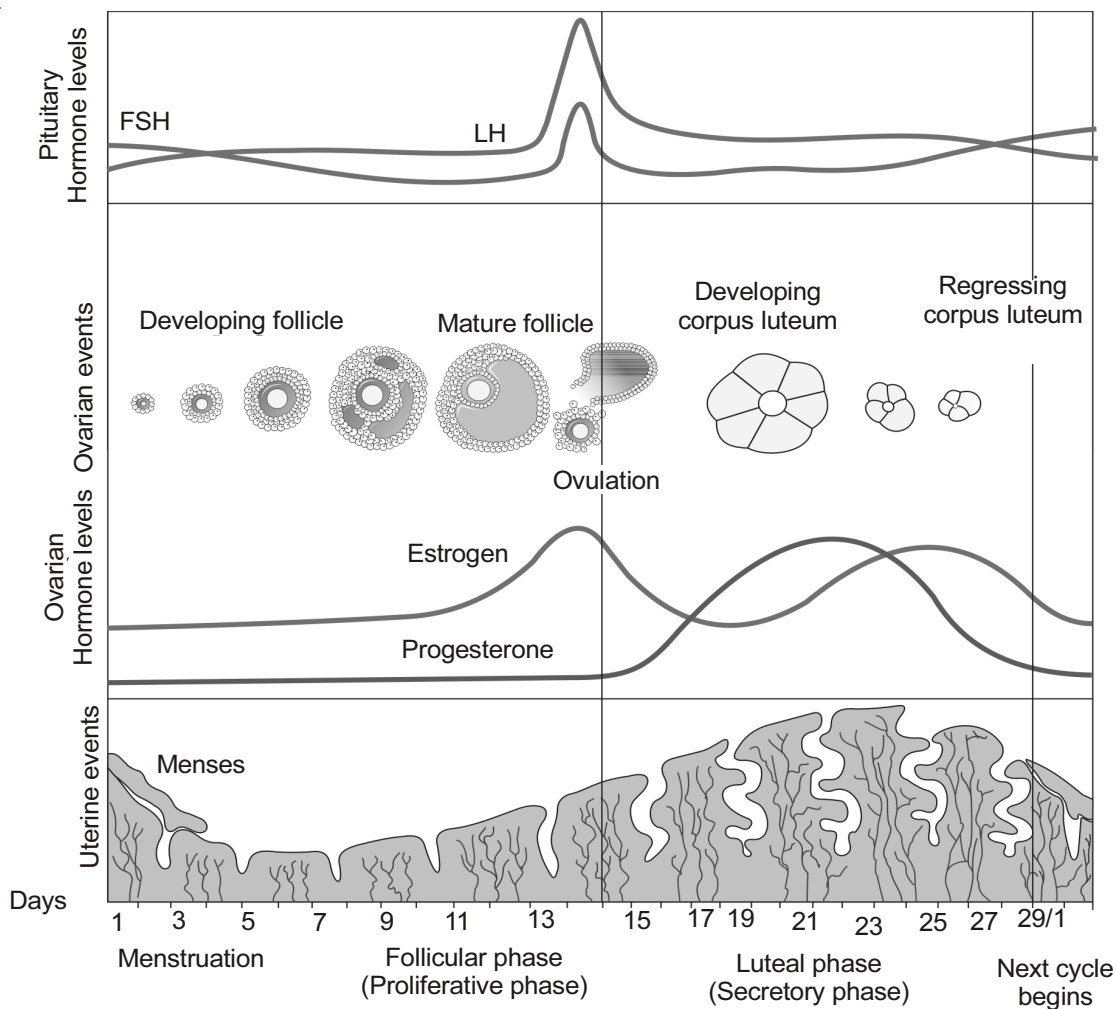 Pituitary
Hormone levels
FSH
LH
Ovarian events
Developing follicle
Mature follicle
Developing
corpus luteum
Regressing
corpus luteum
Ovulation
Ovarian
Hormone levels
Estrogen
Progesterone
Uterine events
Menses
Days
1 3 5 7 9 11 13 15 17 19 21 23 25 27 29/1
Menstruation
Follicular phase
(Proliferative phase)
Luteal phase
(Secretory phase)
Next cycle
begins